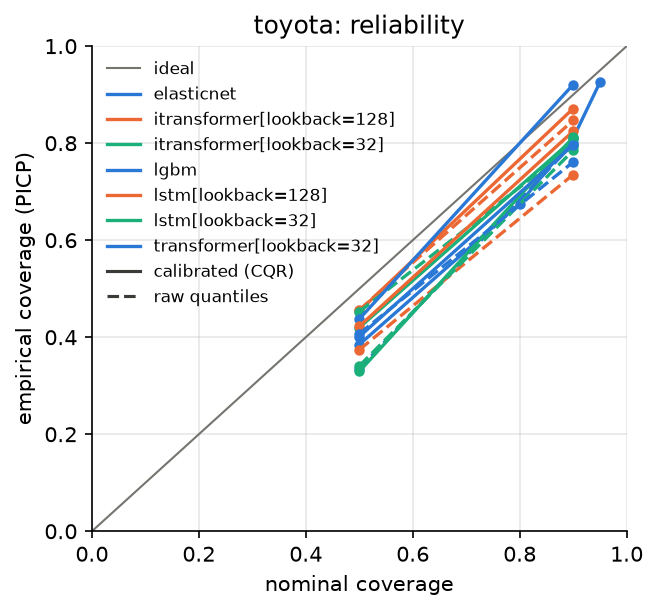 toyota: reliability
1.0
0.8
0.6
0.4
0.2
0.0
empirical coverage (PICP)
ideal
elasticnet
itransformer[lookback=128]
itransformer[lookback=32]
lgbm
lstm[lookback=128]
lstm[lookback=32]
transformer[lookback=32]
calibrated (CQR)
raw quantiles
0.0 0.2 0.4 0.6 0.8 1.0
nominal coverage